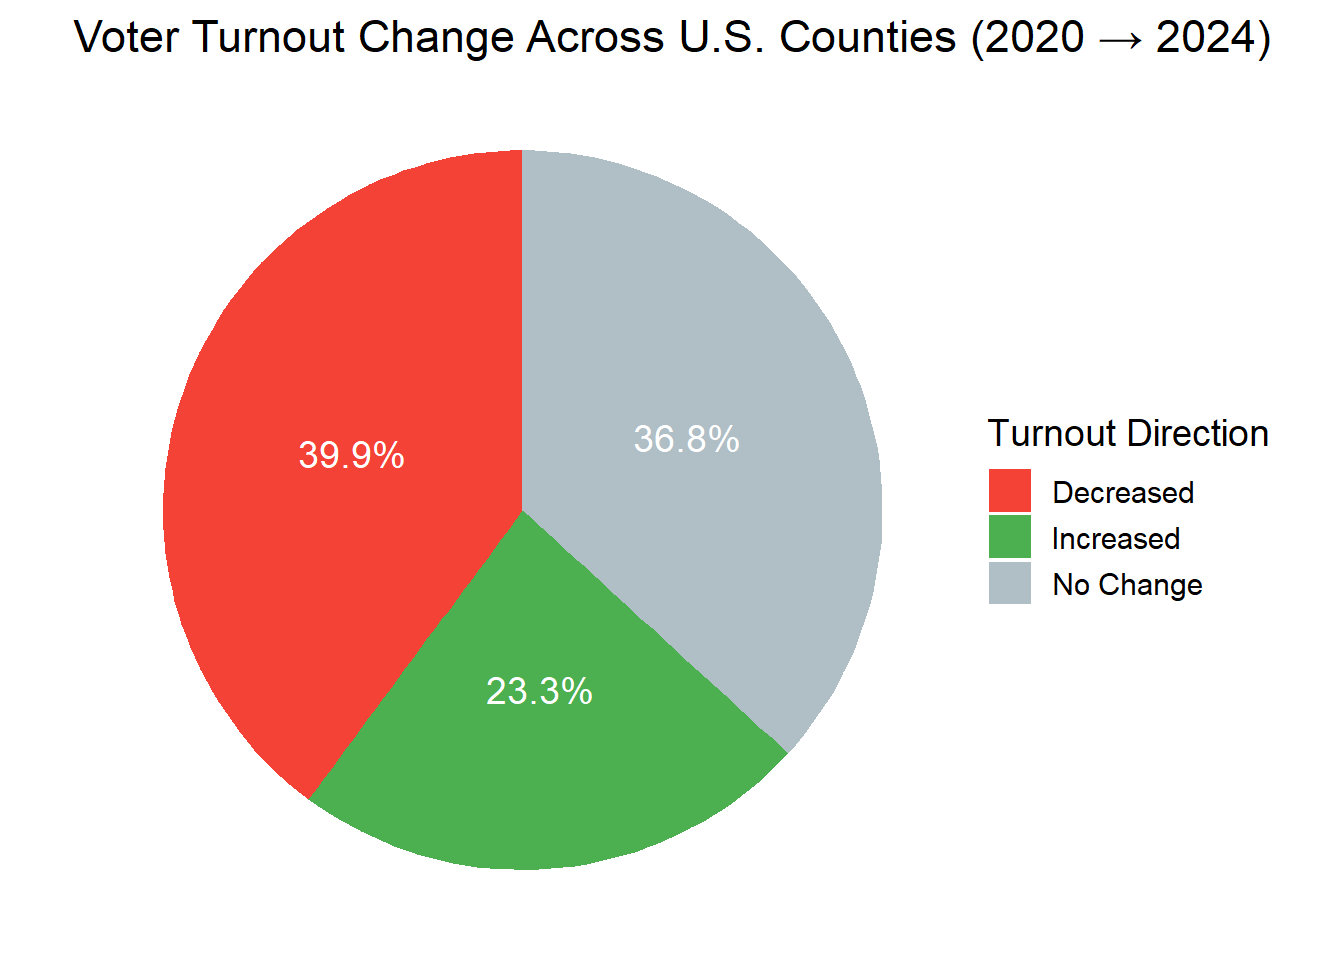 Voter Turnout Change Across U.S. Counties (2020 → 2024)
39.9%
36.8%
23.3%
Turnout Direction
Decreased
Increased
No Change